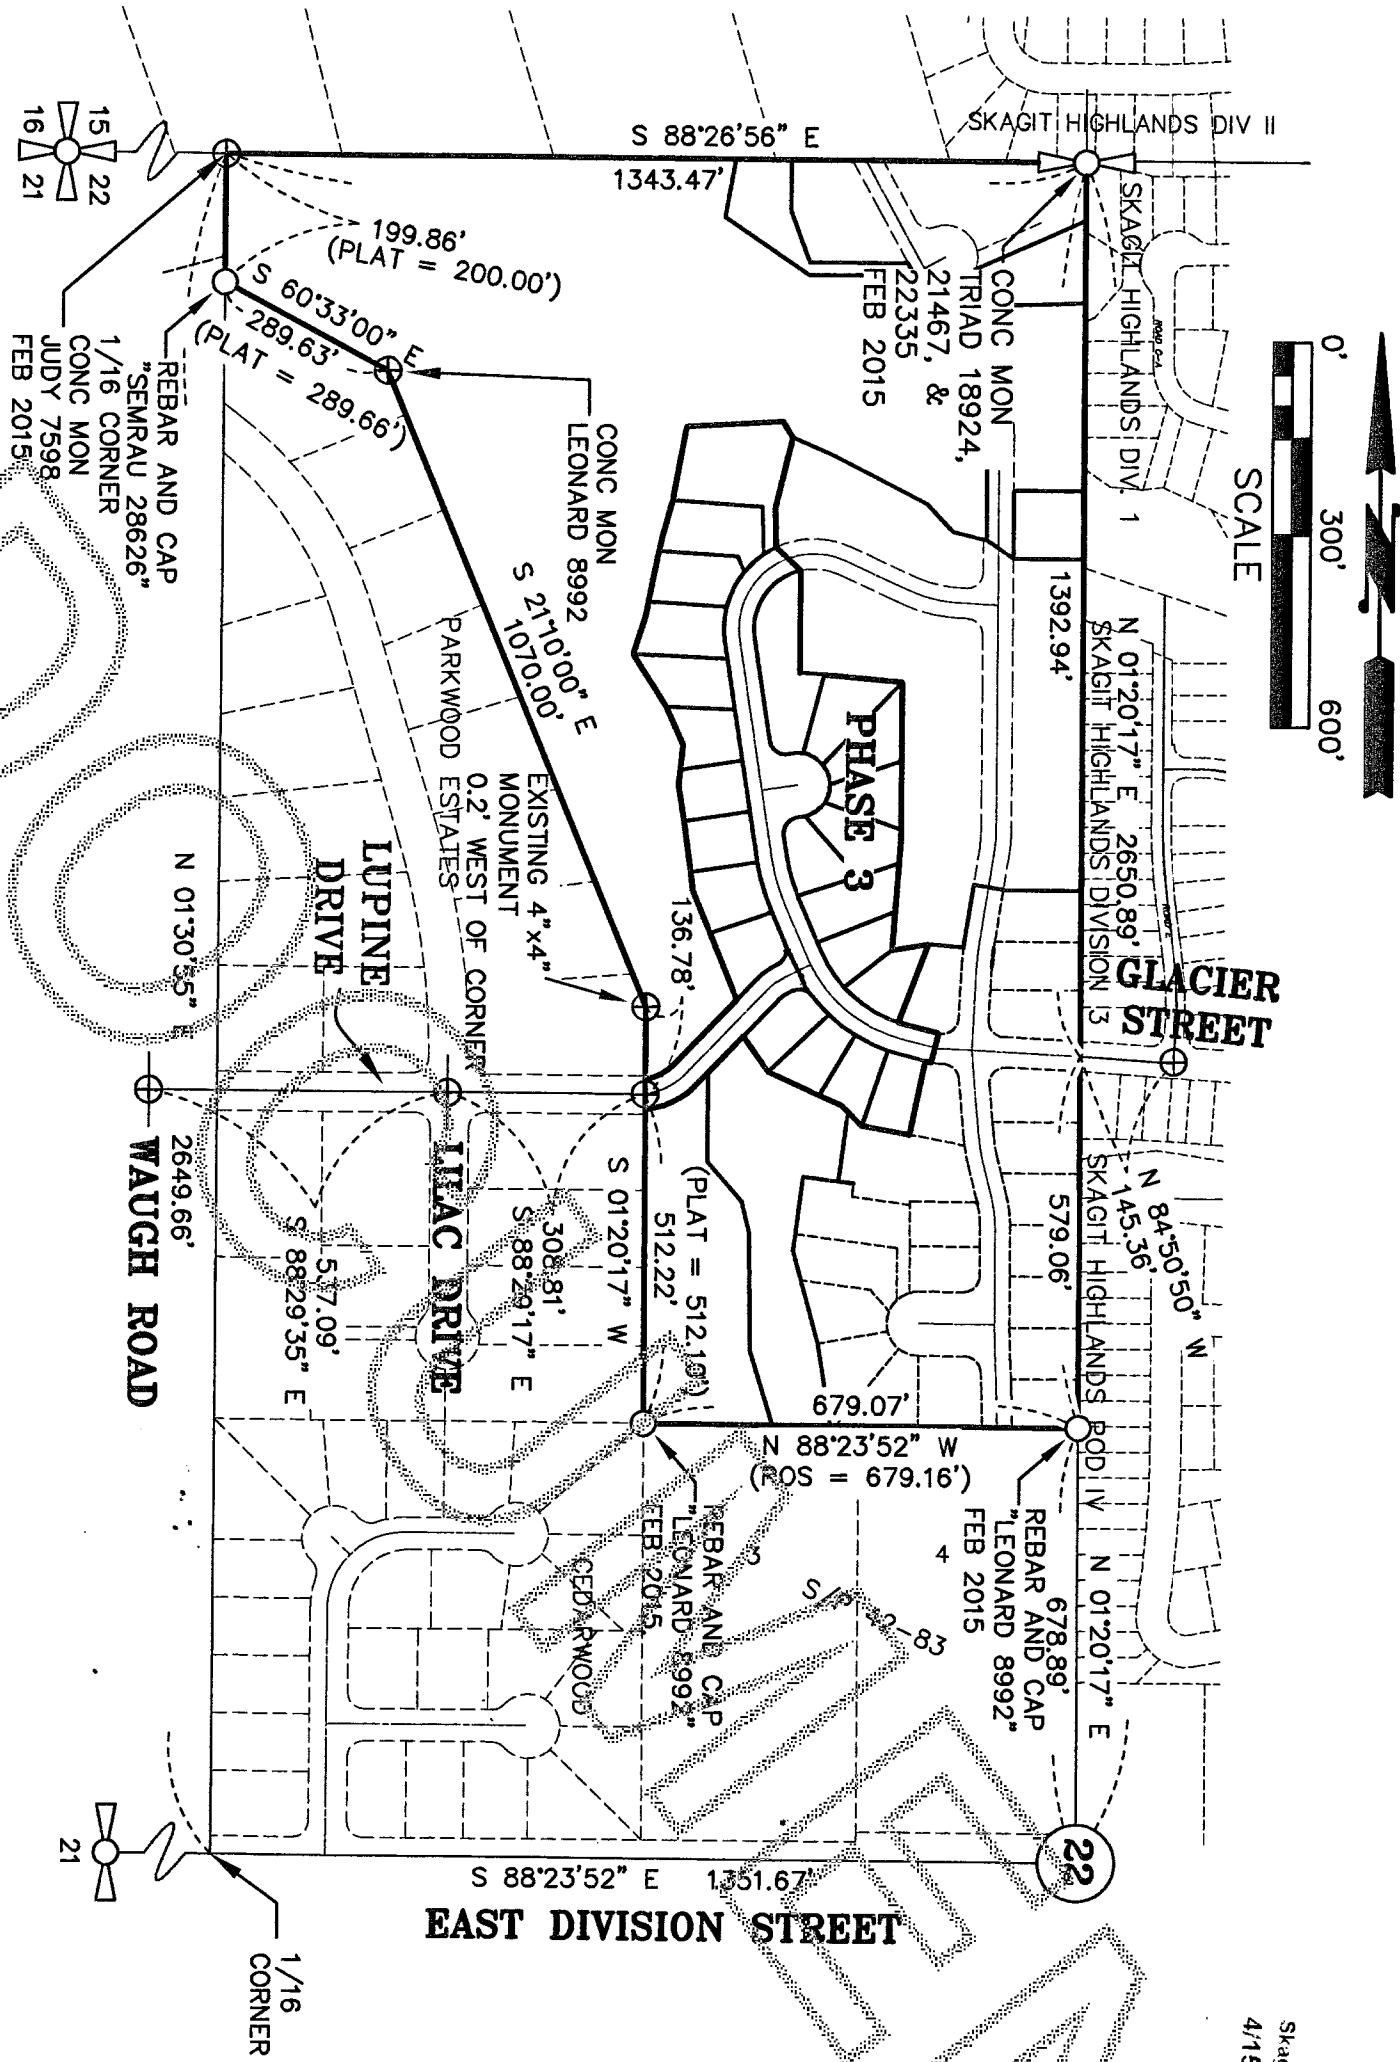 0'
300'
600'
SCALE
SKAGIT HIGHLANDS DIV II
SKAGIT HIGHLANDS DIV. 1
ROAD G-A
S 88°26'56" E
1343.47'
15
22
16
21
199.86'
(PLAT = 200.00')
S 60°33'00" E
289.63'
(PLAT = 289.66')
REBAR AND CAP
"SEMRAU 28626"
1/16 CORNER
CONC MON
JUDY 7598
FEB 2015
CONC MON
TRIAD 18924,
21467, &
22335
FEB 2015
CONC MON
LEONARD 8992
S 21°10'00" E
1070.00'
PARKWOOD ESTATES
EXISTING 4"x4"
MONUMENT
0.2' WEST OF CORNER
1392.94'
N 01°20'17" E 2650.89'
SKAGIT HIGHLANDS DIVISION 3
PHASE 3
GLACIER
STREET
136.78'
LUPINE
DRIVE
N 01°30'55" E
2649.66'
WAUGH ROAD
LILAC DRIVE
517.09'
S 88°29'35" E
308.81'
S 88°29'17" E
S 01°20'17" W
512.22'
(PLAT = 512.19')
579.06'
N 84°50'50" W
145.36'
SKAGIT HIGHLANDS POD IV
679.07'
N 88°23'52" W
(ROS = 679.16')
REBAR AND CAP
"LEONARD 8992"
FEB 2015
REBAR AND CAP
"LEONARD 8992"
FEB 2015
678.89'
N 01°20'17" E
4
3
CEDARWOOD
22
S 88°23'52" E 1351.67'
EAST DIVISION STREET
21
1/16
CORNER